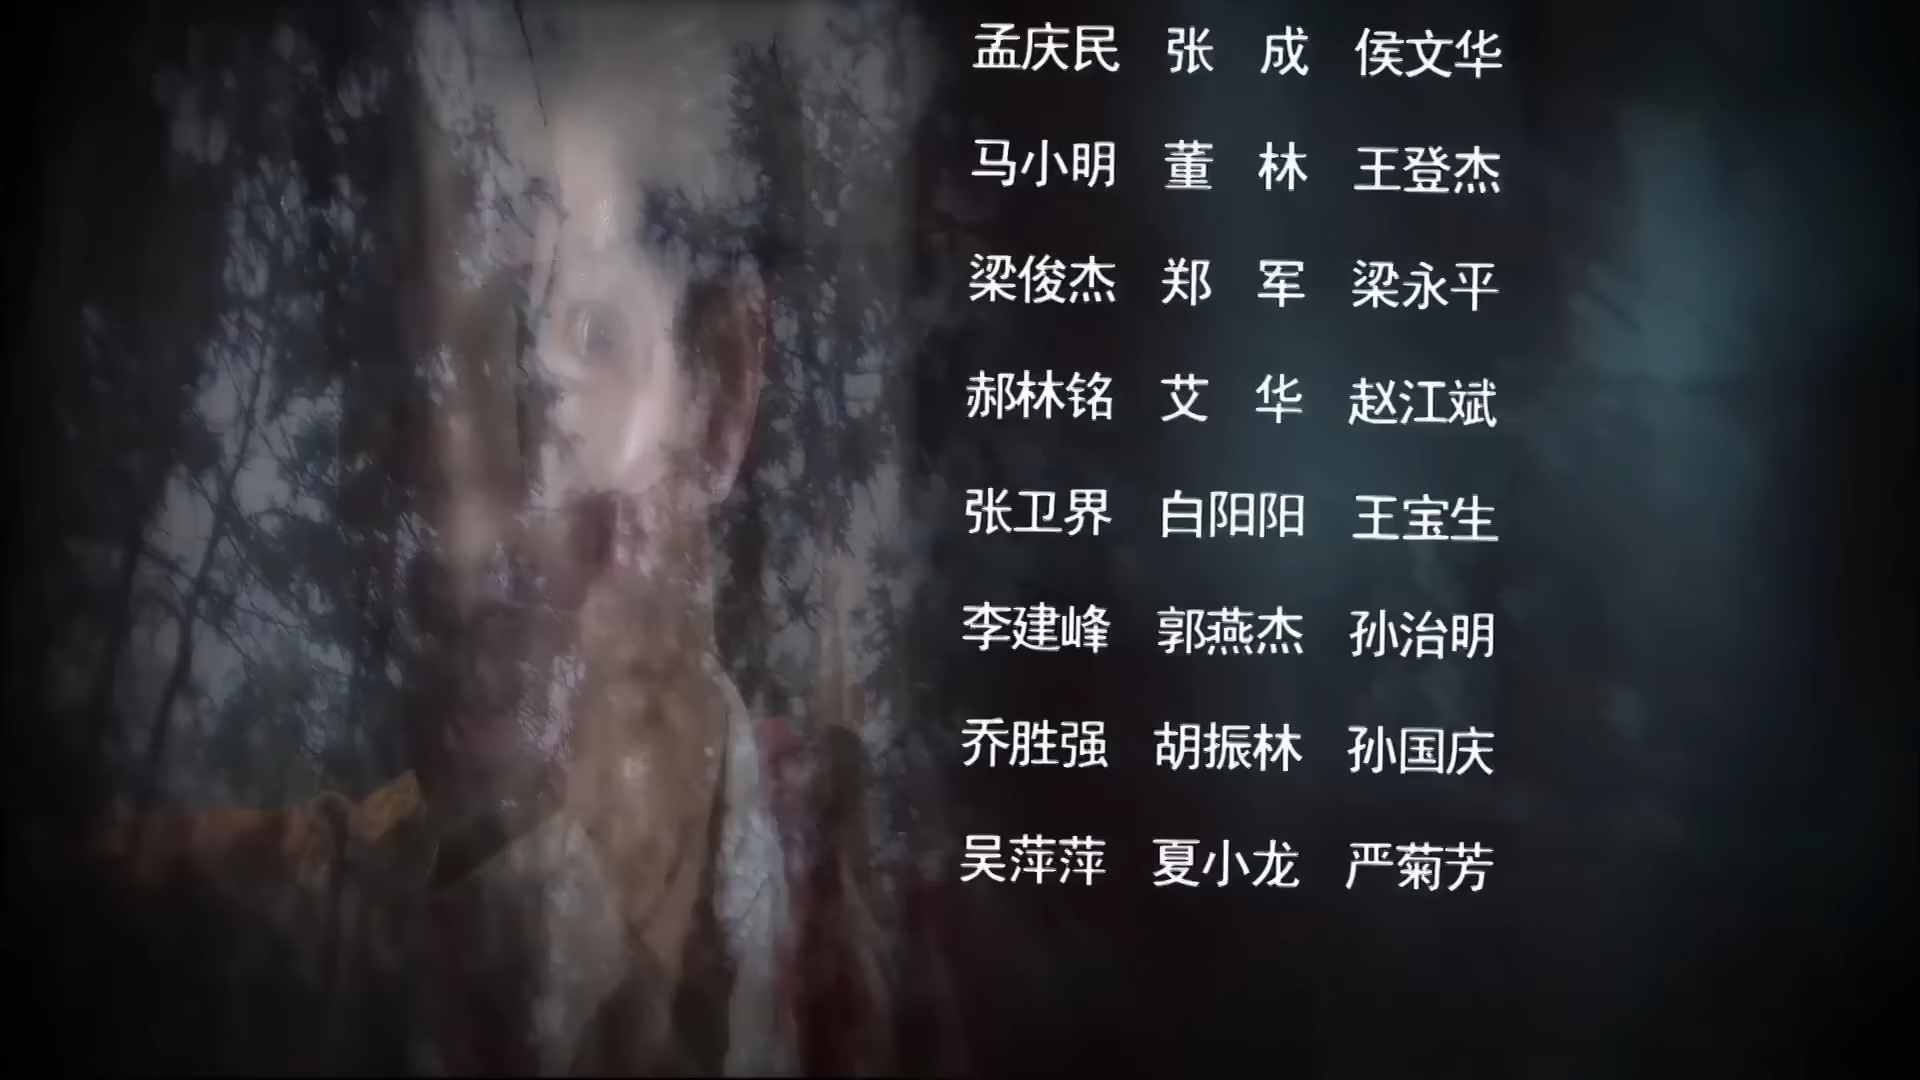 孟庆民 张 成 侯文华
马小明 董 林 王登杰
梁俊杰 郑 军 梁永平
郝林铭 艾 华 赵江斌
张卫界 白阳阳 王宝生
李建峰 郭燕杰 孙治明
乔胜强 胡振林 孙国庆
吴萍萍 夏小龙 严菊芳